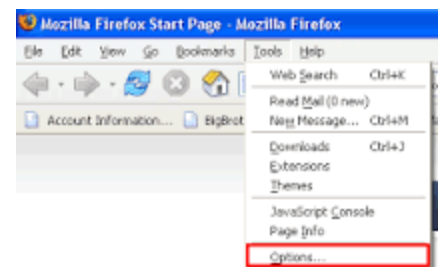 Mozilla Firefox Start Page - Mozilla Firefox
File Edit View Go Bookmarks Tools Help
Web Search Ctrl+K
Read Mail (0 new)
New Message... Ctrl+M
Account Information... BigBrot
Downloads Ctrl+J
Extensions
Themes
JavaScript Console
Page Info
Options...